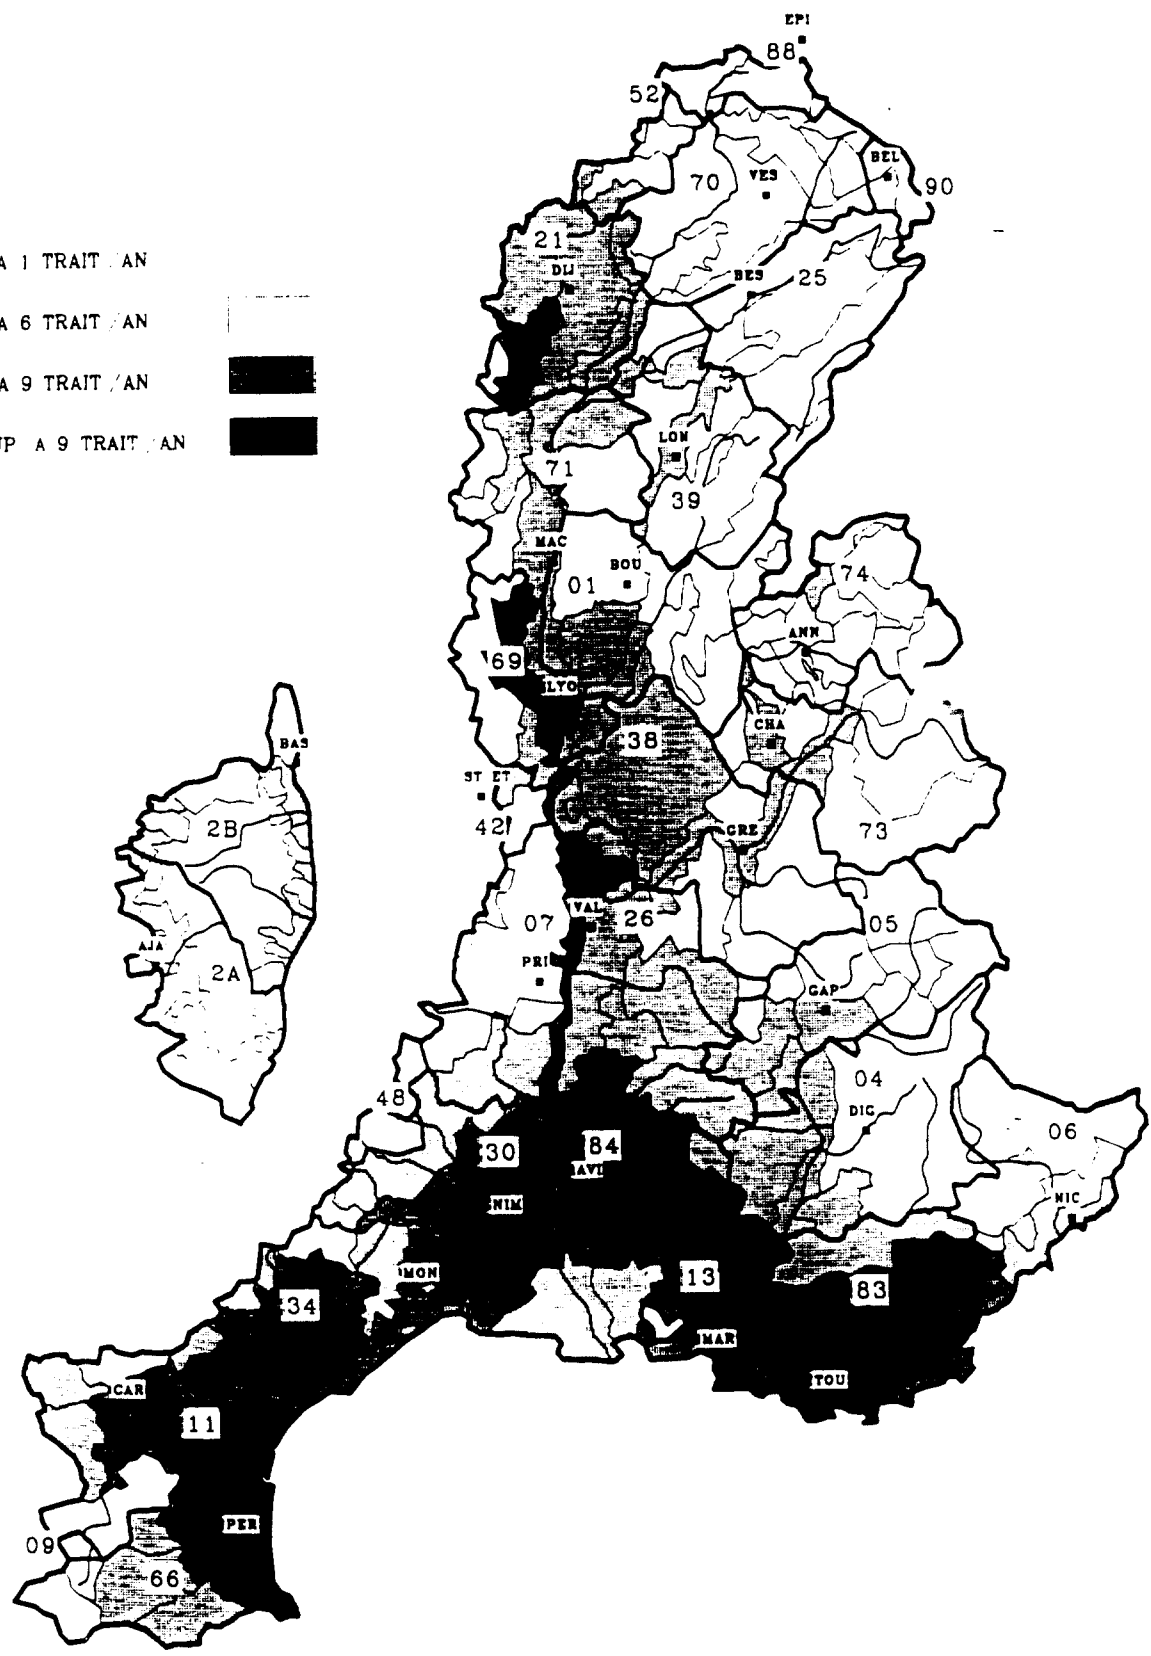 EPI
88
52
BEL
70
VES
90
21
A 1 TRAIT/AN
DIJ
BES
25
A 6 TRAIT/AN
A 9 TRAIT/AN
LON
UP A 9 TRAIT/AN
71
39
MAC
BOU
74
01
ANN
69
LYO
CHA
38
BAS
ST ET
42
2B
GRE
73
VAL
26
07
05
AJA
PRI
2A
GAP
04
48
DIG
06
30
84
AVI
NIM
NIC
MON
13
83
34
MAR
TOU
CAR
11
PER
09
66